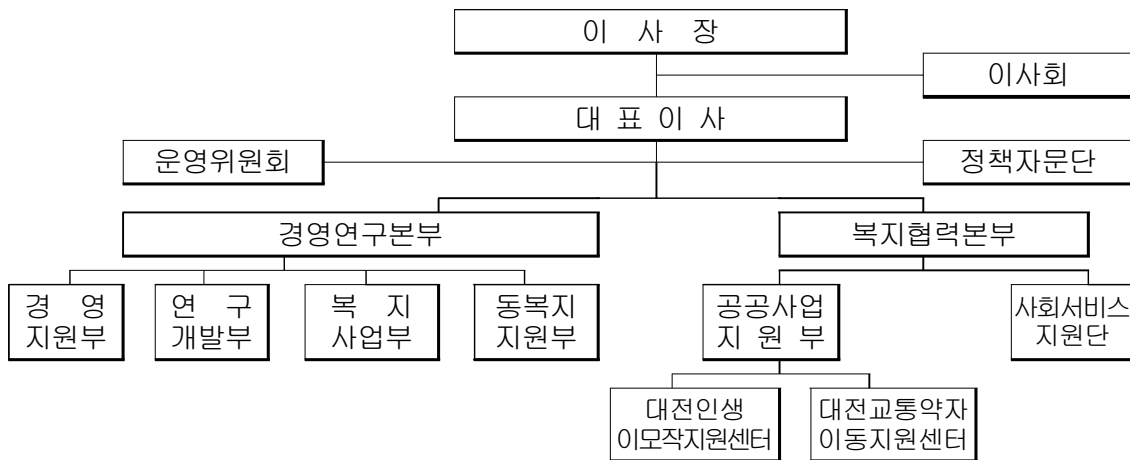 이 사 장
이사회
대 표 이 사
운영위원회
정책자문단
경영연구본부
복지협력본부
경 영
지원부
연 구
개발부
복 지
사업부
동복지
지원부
공공사업
지 원 부
사회서비스
지원단
대전인생
이모작지원센터
대전교통약자
이동지원센터